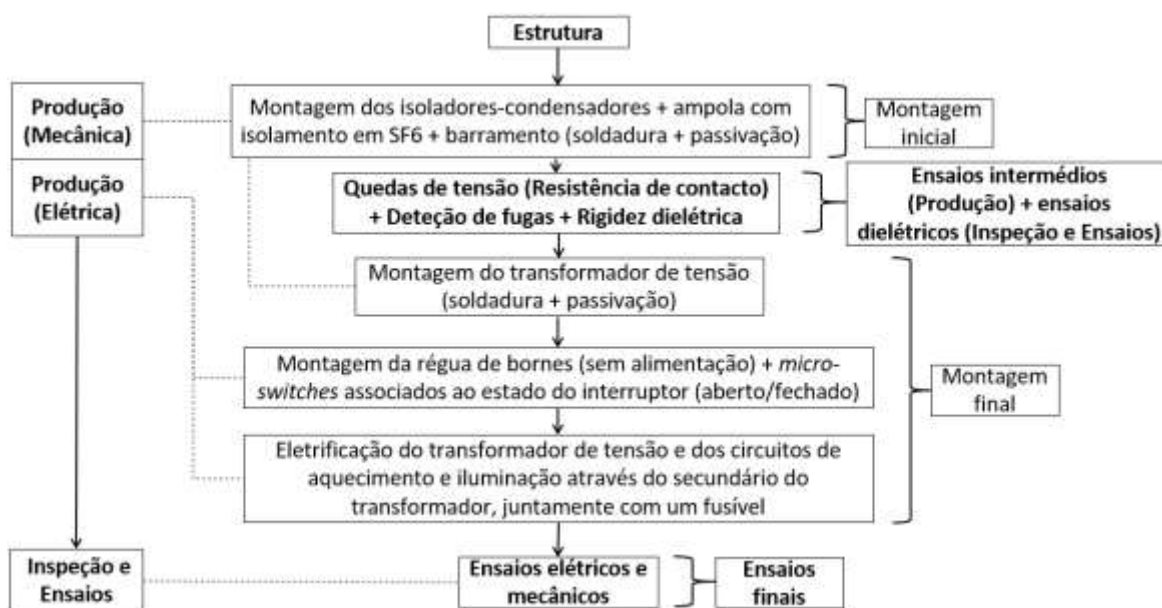 Estrutura
Produção
(Mecânica)
Montagem dos isoladores-condensadores + ampola com
isolamento em SF6 + barramento (soldadura + passivação)
Montagem
inicial
Produção
(Elétrica)
Quedas de tensão (Resistência de contacto)
+ Deteção de fugas + Rigidez dielétrica
Ensaios intermédios
(Produção) + ensaios
dielétricos (Inspeção e Ensaios)
Montagem do transformador de tensão
(soldadura + passivação)
Montagem da régua de bornes (sem alimentação) + micro-
switches associados ao estado do interruptor (aberto/fechado)
Montagem
final
Eletrificação do transformador de tensão e dos circuitos de
aquecimento e iluminação através do secundário do
transformador, juntamente com um fusível
Inspeção e
Ensaios
Ensaios elétricos e
mecânicos
Ensaios
finais